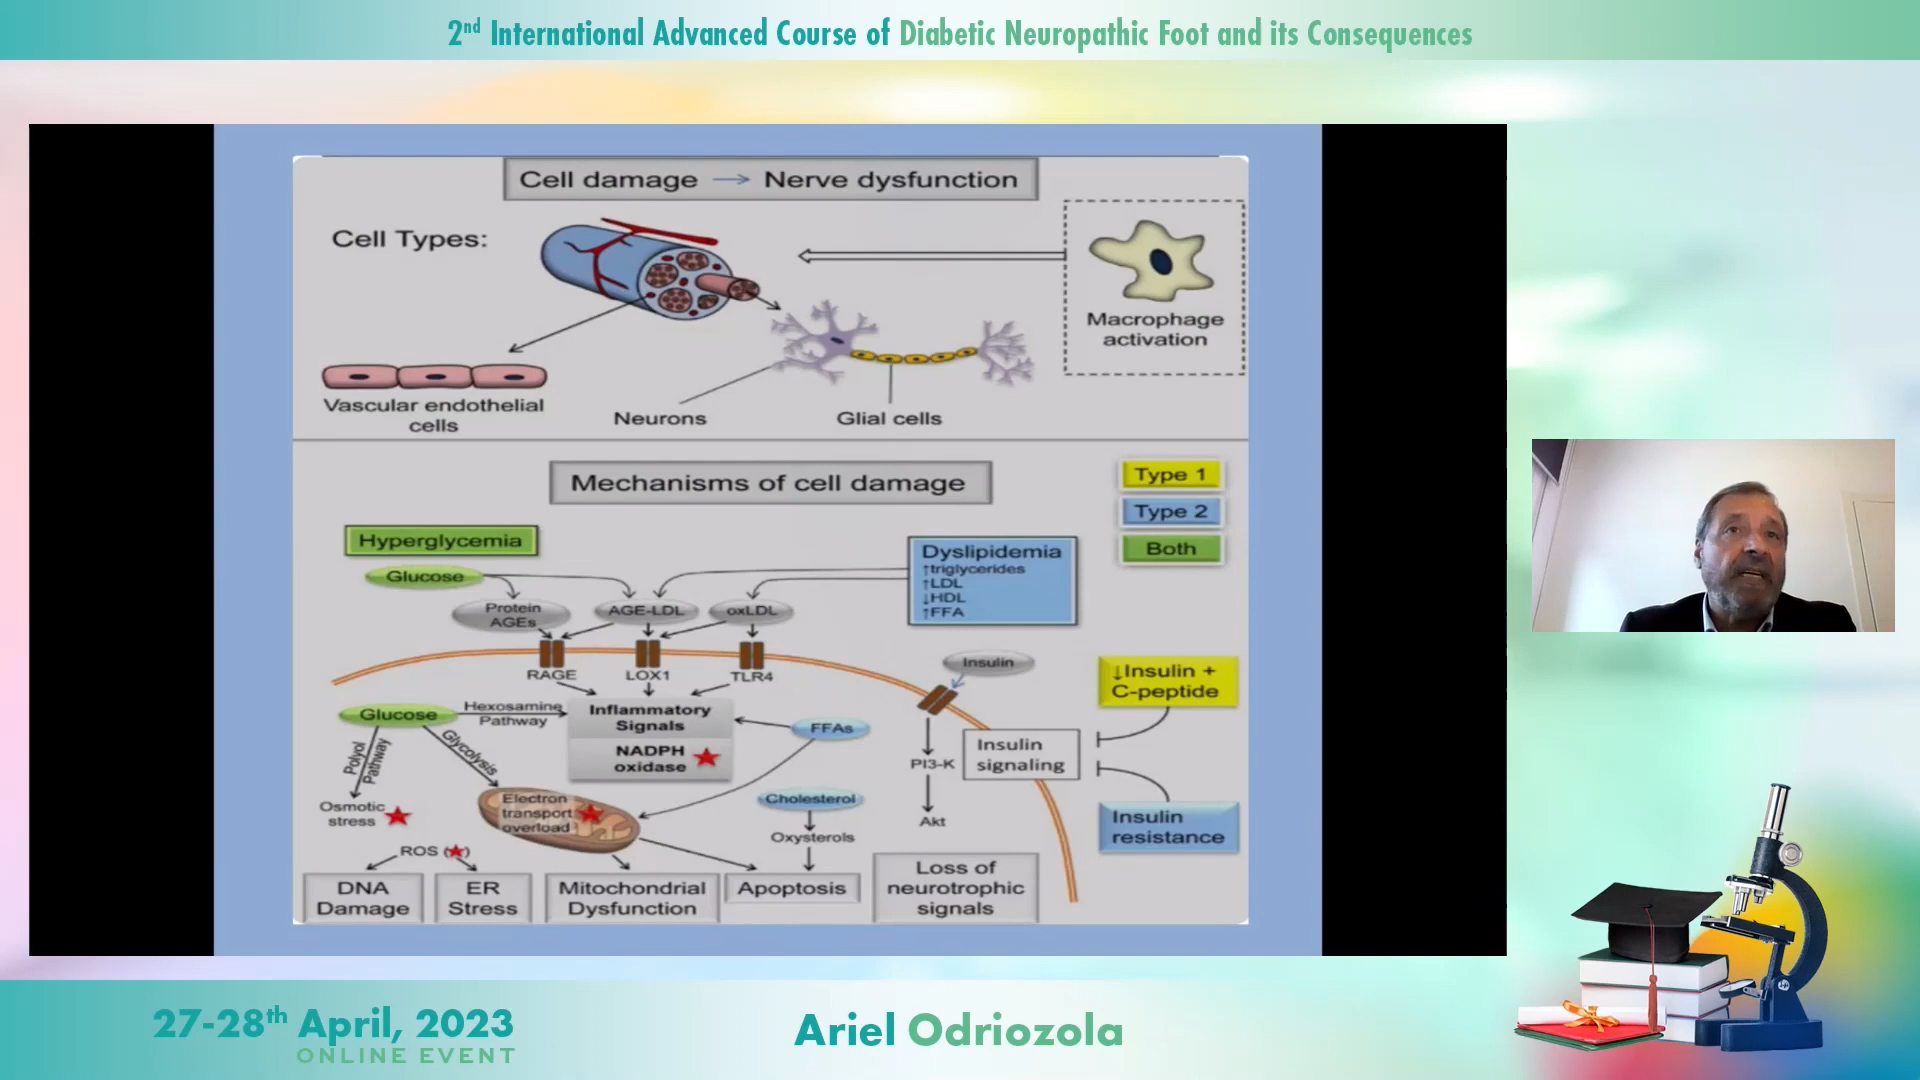 2nd International Advanced Course of Diabetic Neuropathic Foot and its Consequences
Cell damage → Nerve dysfunction
Cell Types:
Macrophage
activation
Vascular endothelial
cells
Neurons
Glial cells
Mechanisms of cell damage
Type 1
Type 2
Both
Hyperglycemia
Glucose
Dyslipidemia
↑triglycerides
↑LDL
↓HDL
↑FFA
Protein
AGEs
AGE-LDL
oxLDL
RAGE
LOX1
TLR4
Insulin
↓Insulin +
C-peptide
Glucose
Hexosamine
Pathway
Inflammatory
Signals
NADPH
oxidase
FFAs
Polyol
Pathway
Glycolysis
PI3-K
Insulin
signaling
Osmotic
stress
Electron
transport
overload
Cholesterol
Oxysterols
Akt
Insulin
resistance
ROS (★)
DNA
Damage
ER
Stress
Mitochondrial
Dysfunction
Apoptosis
Loss of
neurotrophic
signals
27-28th April, 2023
ONLINE EVENT
Ariel Odriozola